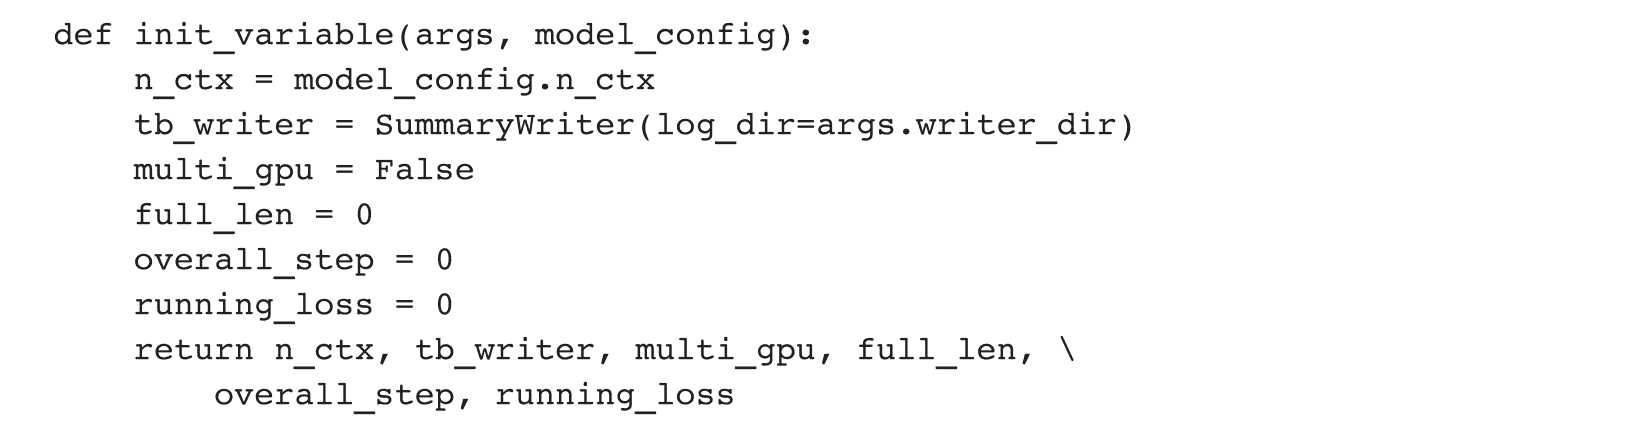 def init_variable(args, model_config):
    n_ctx = model_config.n_ctx
    tb_writer = SummaryWriter(log_dir=args.writer_dir)
    multi_gpu = False
    full_len = 0
    overall_step = 0
    running_loss = 0
    return n_ctx, tb_writer, multi_gpu, full_len, \
        overall_step, running_loss